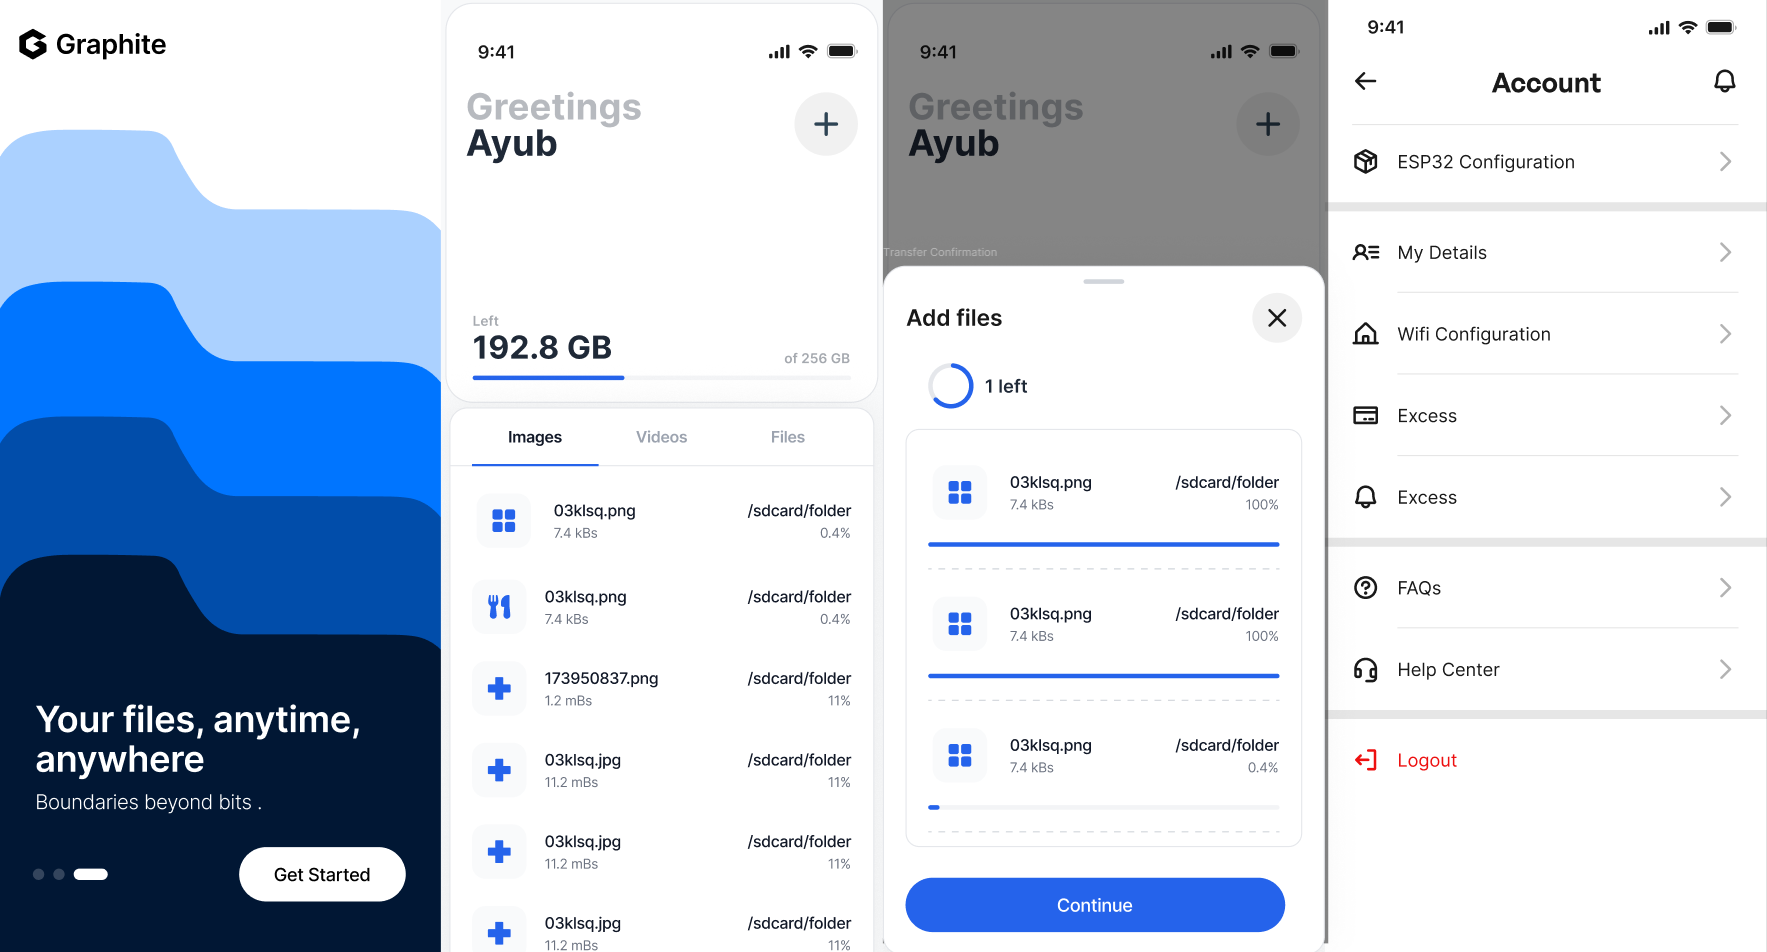 Graphite
Your files, anytime,
anywhere
Boundaries beyond bits .
Get Started
9:41
Greetings
Ayub
Left
192.8 GB
of 256 GB
Images Videos Files
03klsq.png /sdcard/folder
7.4 kBs 0.4%
03klsq.png /sdcard/folder
7.4 kBs 0.4%
173950837.png /sdcard/folder
1.2 mBs 11%
03klsq.jpg /sdcard/folder
11.2 mBs 11%
03klsq.jpg /sdcard/folder
11.2 mBs 11%
03klsq.jpg /sdcard/folder
11.2 mBs 11%
9:41
Greetings
Ayub
Transfer Confirmation
Add files
1 left
03klsq.png /sdcard/folder
7.4 kBs 100%
03klsq.png /sdcard/folder
7.4 kBs 100%
03klsq.png /sdcard/folder
7.4 kBs 0.4%
Continue
9:41
Account
ESP32 Configuration
My Details
Wifi Configuration
Excess
Excess
FAQs
Help Center
Logout